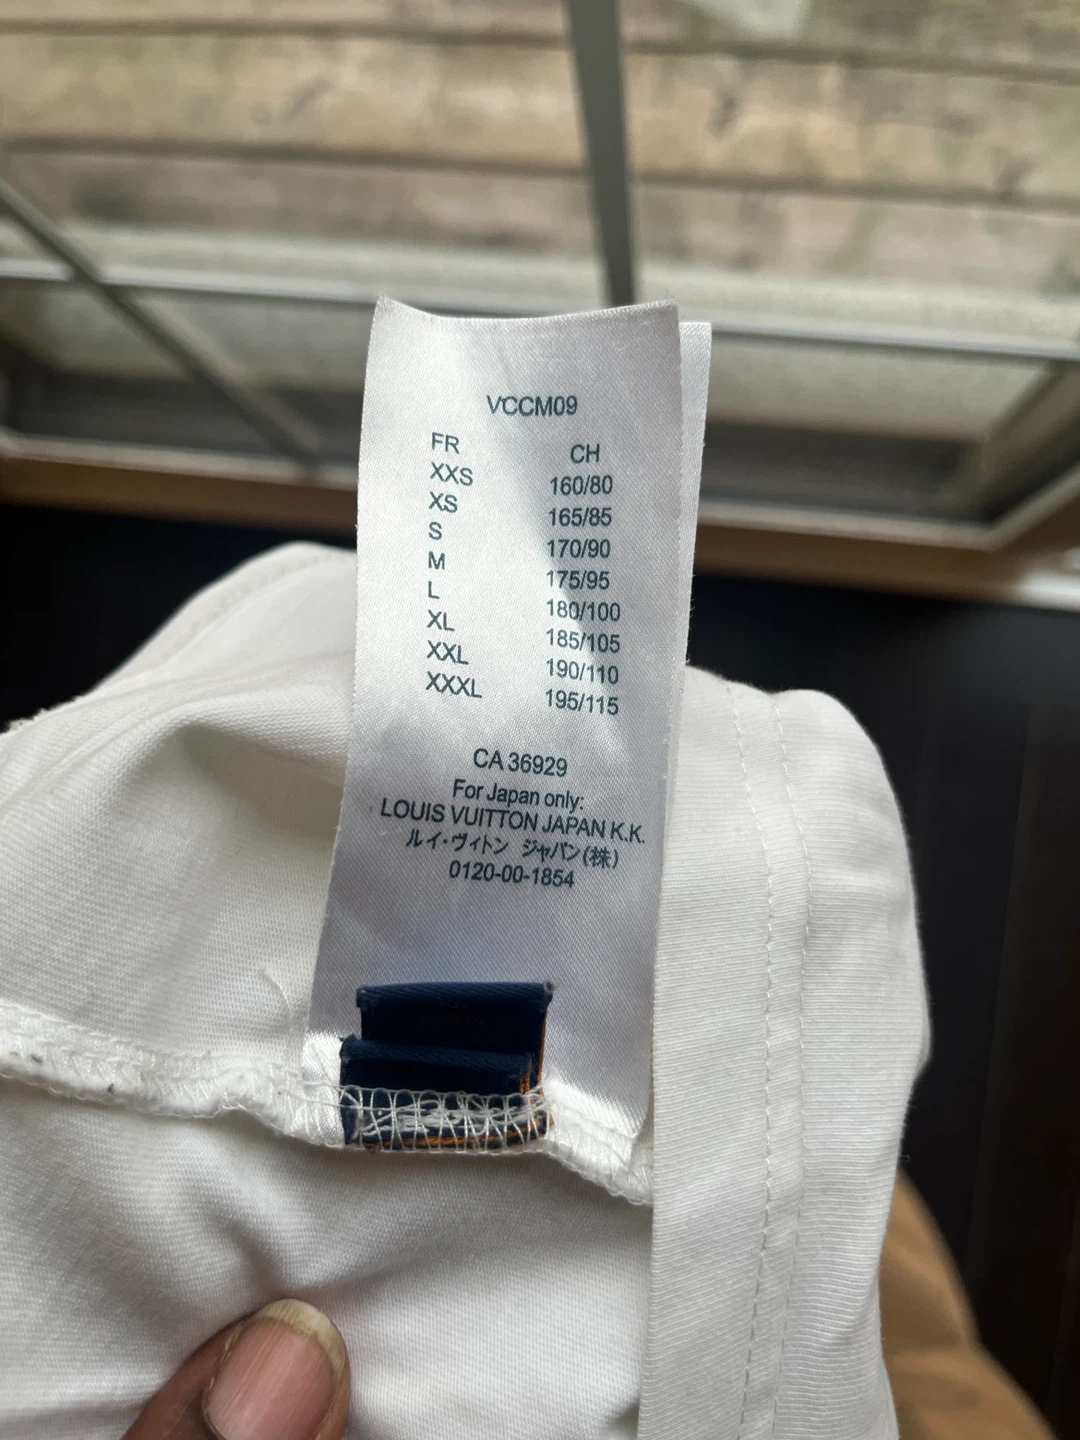 VCCM09
FR CH
XXS 160/80
XS 165/85
S 170/90
M 175/95
L 180/100
XL 185/105
XXL 190/110
XXXL 195/115
CA 36929
For Japan only:
LOUIS VUITTON JAPAN K.K.
ルイ・ヴィトン ジャパン(株)
0120-00-1854